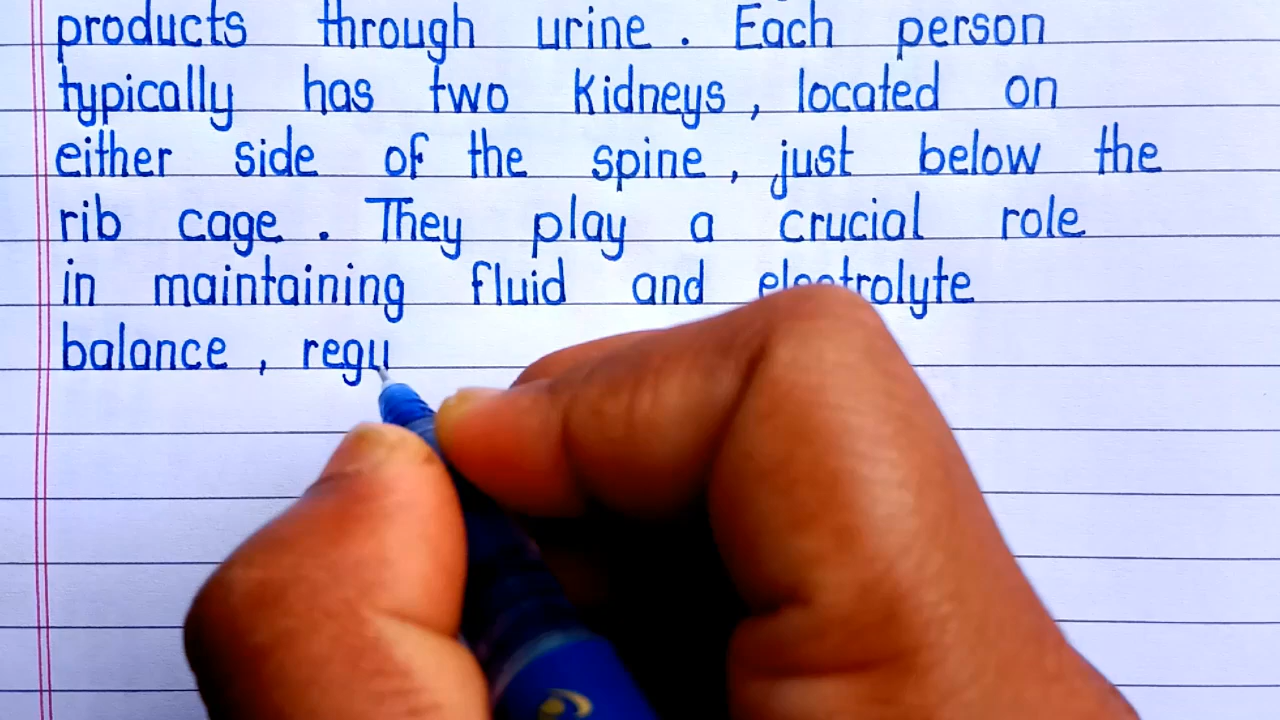 products through urine. Each person
typically has two Kidneys, located on
either side of the spine, just below the
rib cage. They play a crucial role
in maintaining fluid and electrolyte
balance, regu